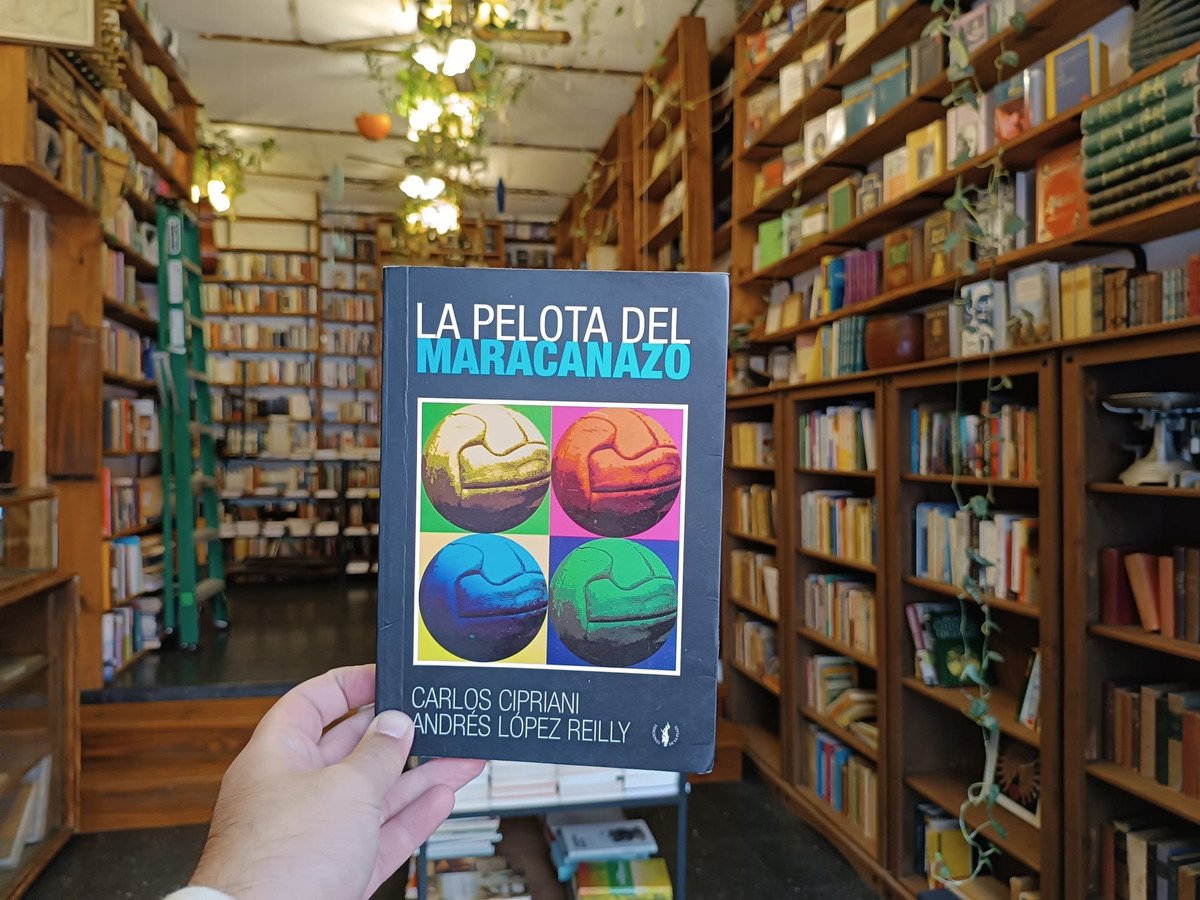 LA PELOTA DEL
MARACANAZO
CARLOS CIPRIANI
ANDRÉS LÓPEZ REILLY